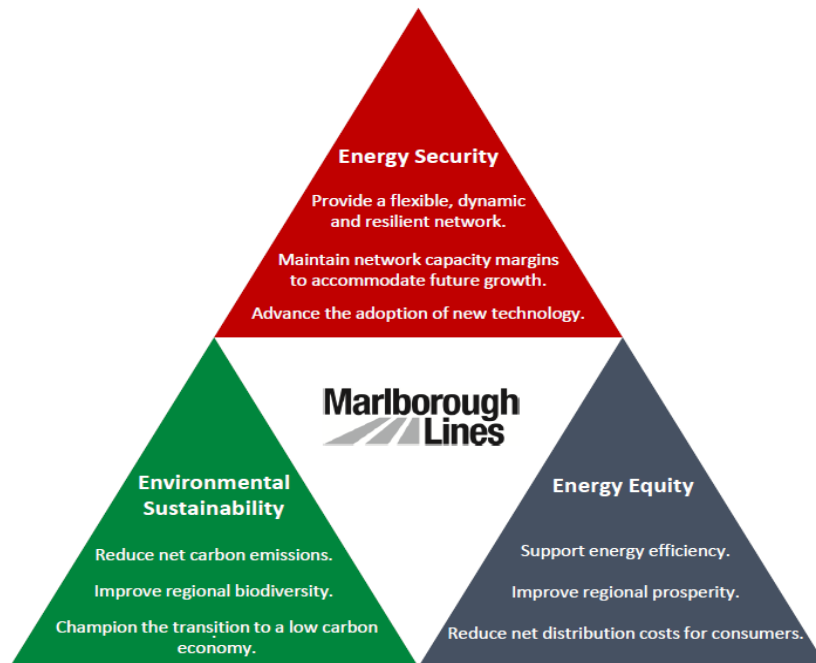 Energy Security
Provide a flexible, dynamic
and resilient network.
Maintain network capacity margins
to accommodate future growth.
Advance the adoption of new technology.
Marlborough
Lines
Environmental
Sustainability
Reduce net carbon emissions.
Improve regional biodiversity.
Champion the transition to a low carbon
economy.
Energy Equity
Support energy efficiency.
Improve regional prosperity.
Reduce net distribution costs for consumers.